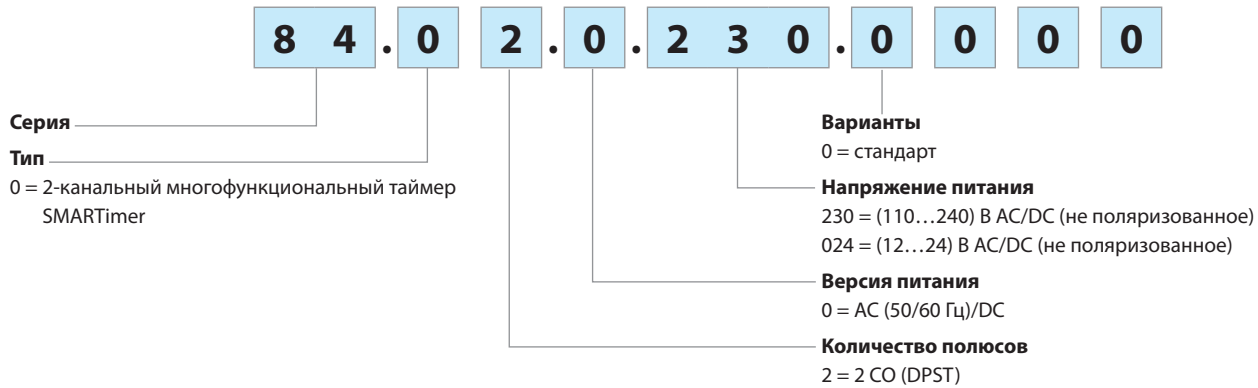 8 4 . 0 2 . 0 . 2 3 0 . 0 0 0 0
Серия
Тип
0 = 2-канальный многофункциональный таймер
SMARTimer
Варианты
0 = стандарт
Напряжение питания
230 = (110…240) В AC/DC (не поляризованное)
024 = (12…24) В AC/DC (не поляризованное)
Версия питания
0 = AC (50/60 Гц)/DC
Количество полюсов
2 = 2 CO (DPST)